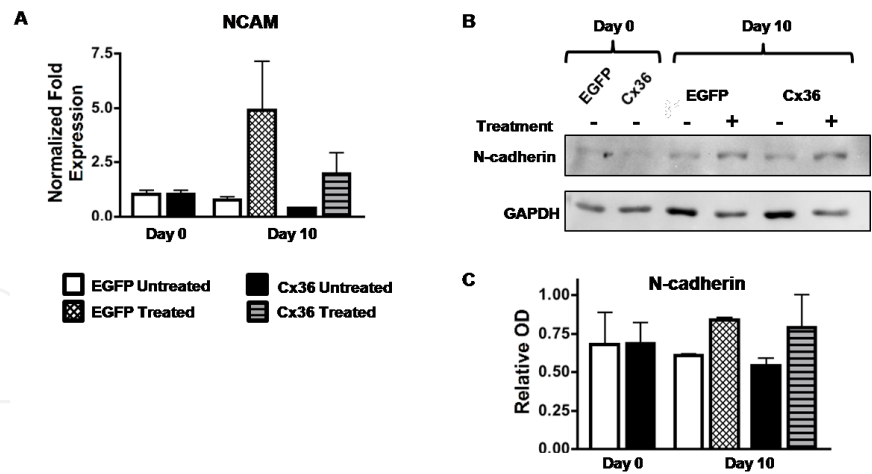 A
NCAM
Normalized Fold
Expression
7.5
5.0
2.5
0.0
Day 0
Day 10
EGFP Untreated
Cx36 Untreated
EGFP Treated
Cx36 Treated
B
Day 0
Day 10
EGFP
Cx36
EGFP
Cx36
Treatment - - - + - +
N-cadherin
GAPDH
C
N-cadherin
Relative OD
1.00
0.75
0.50
0.25
0.00
Day 0
Day 10